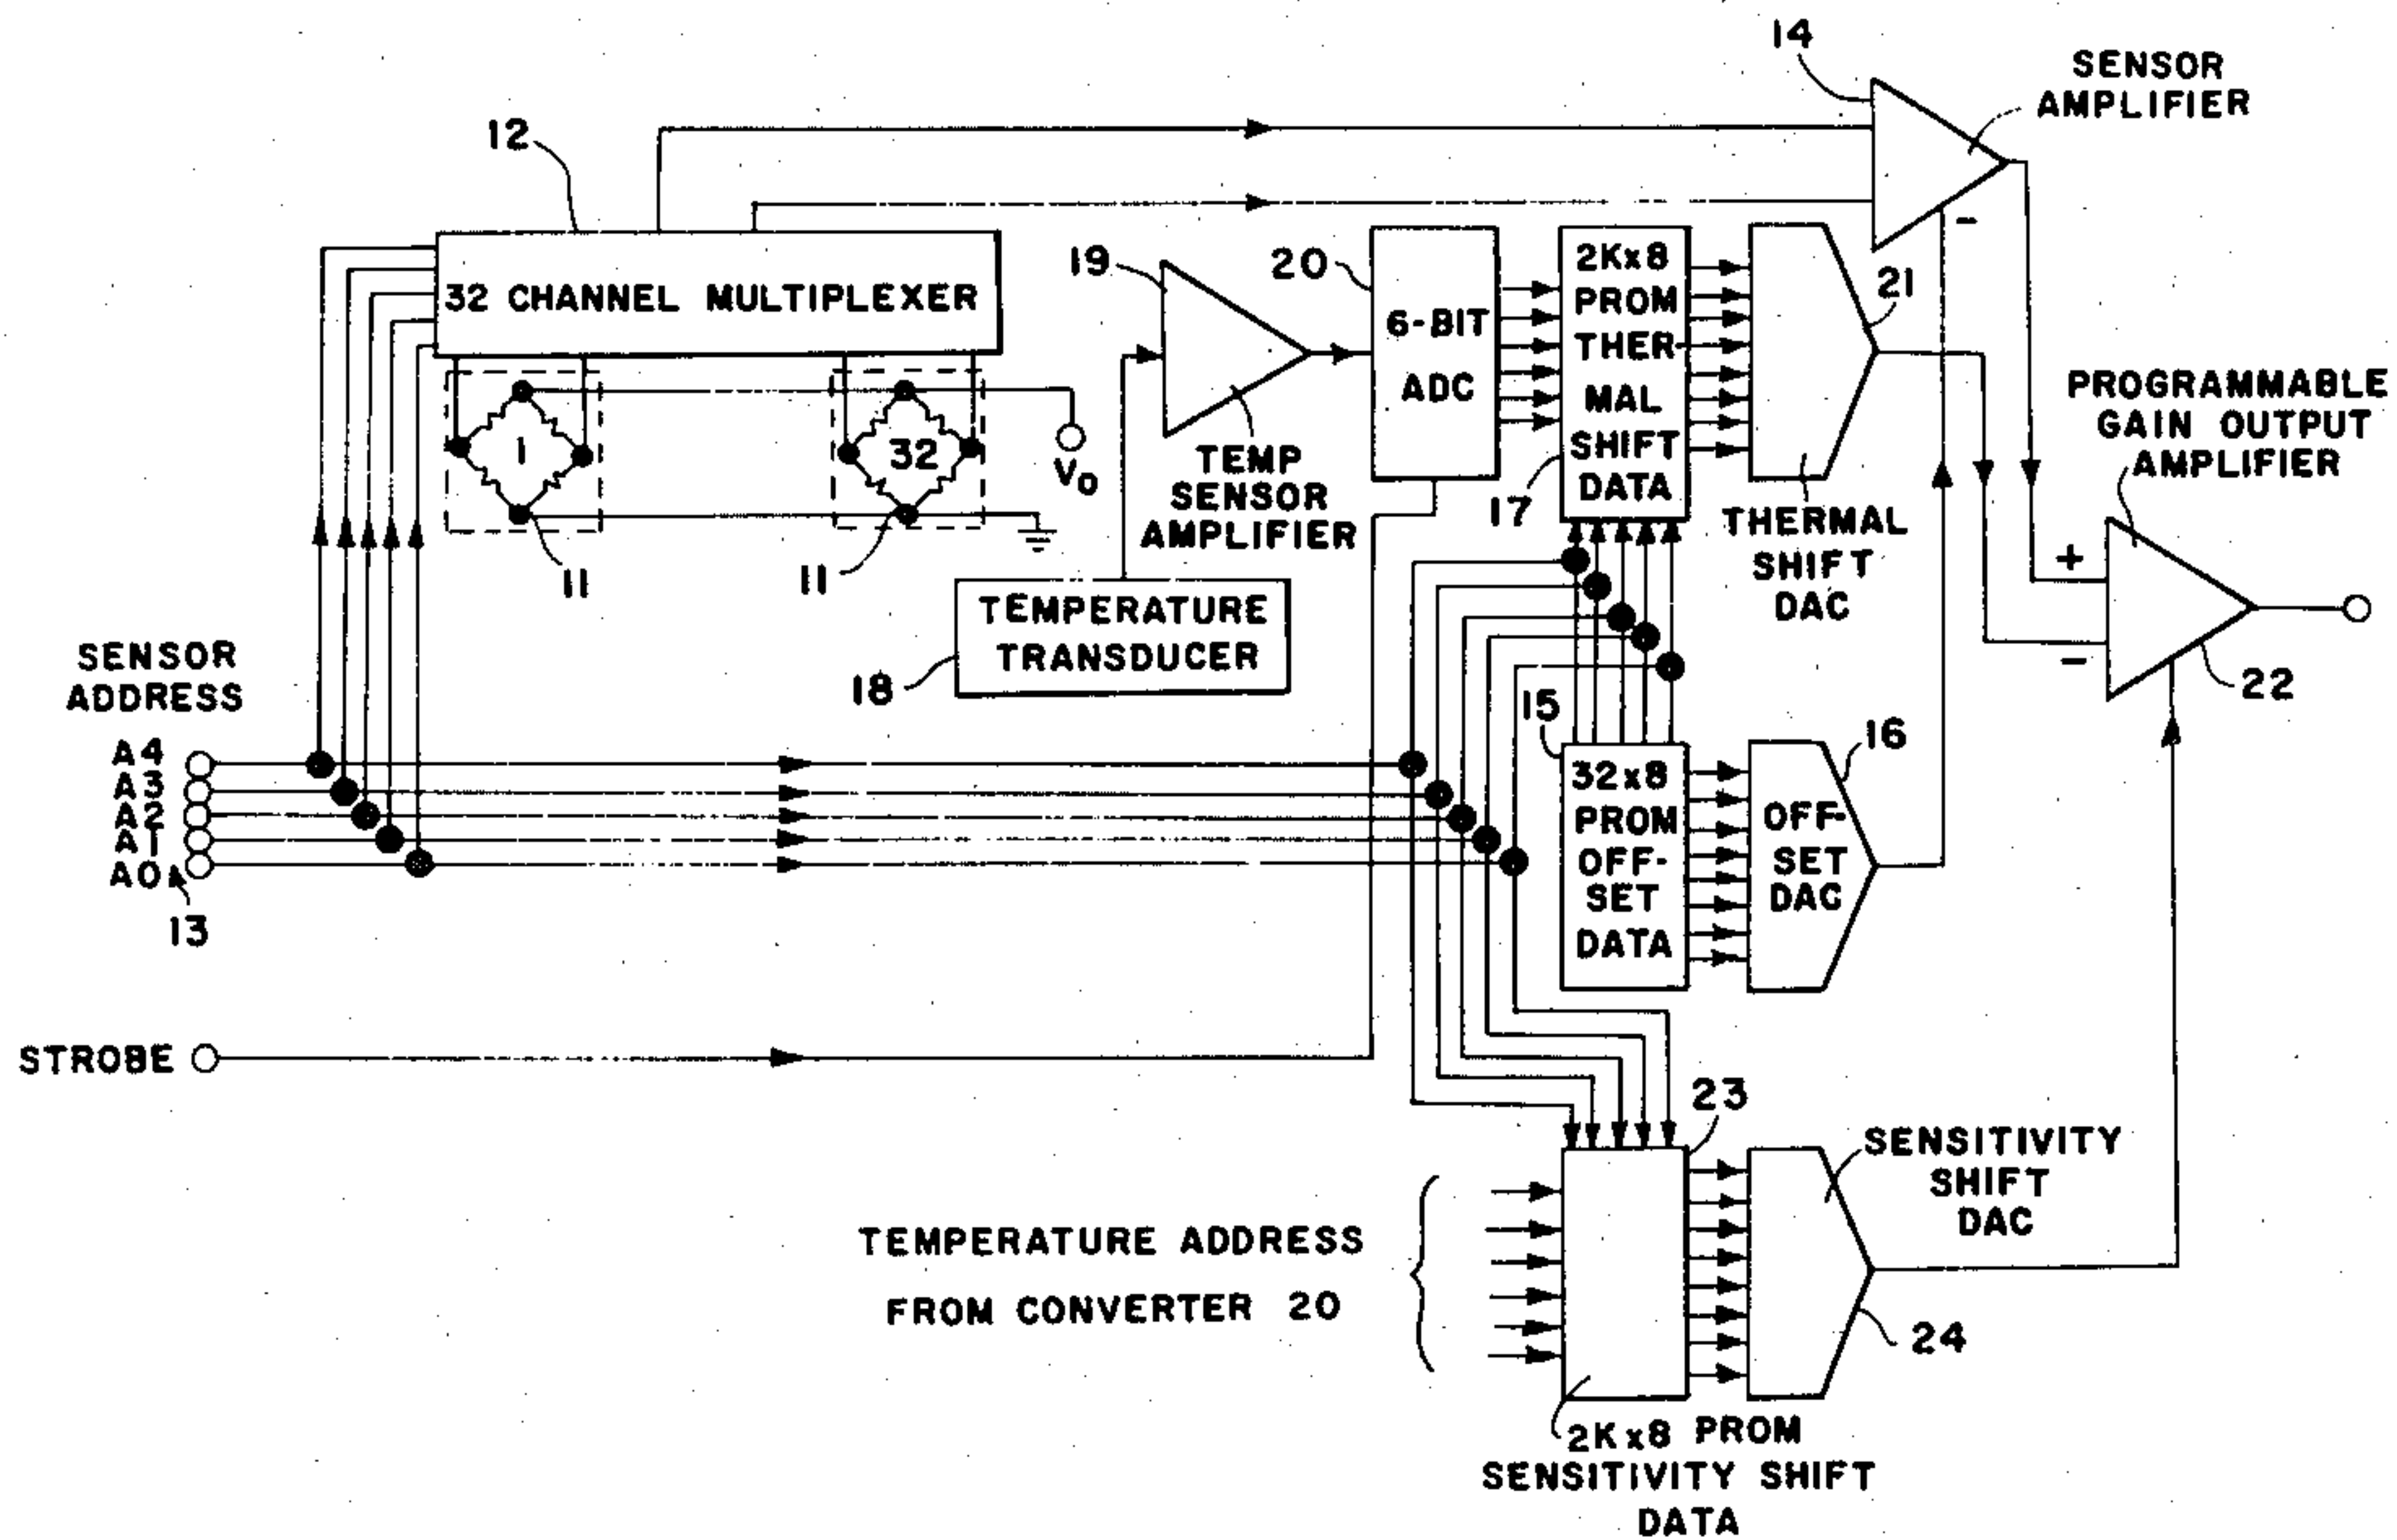 14
SENSOR
AMPLIFIER
12
32 CHANNEL MULTIPLEXER
19
20
6-BIT
ADC
2Kx8
PROM
THER-
MAL
SHIFT
DATA
17
21
-
1
32
V0
11
11
TEMP
SENSOR
AMPLIFIER
THERMAL
SHIFT
DAC
PROGRAMMABLE
GAIN OUTPUT
AMPLIFIER
+
-
22
TEMPERATURE
TRANSDUCER
18
SENSOR
ADDRESS
A4
A3
A2
A1
A0
13
15
32x8
PROM
OFF-
SET
DATA
16
OFF-
SET
DAC
STROBE
23
SENSITIVITY
SHIFT
DAC
TEMPERATURE ADDRESS
FROM CONVERTER 20
24
2Kx8 PROM
SENSITIVITY SHIFT
DATA